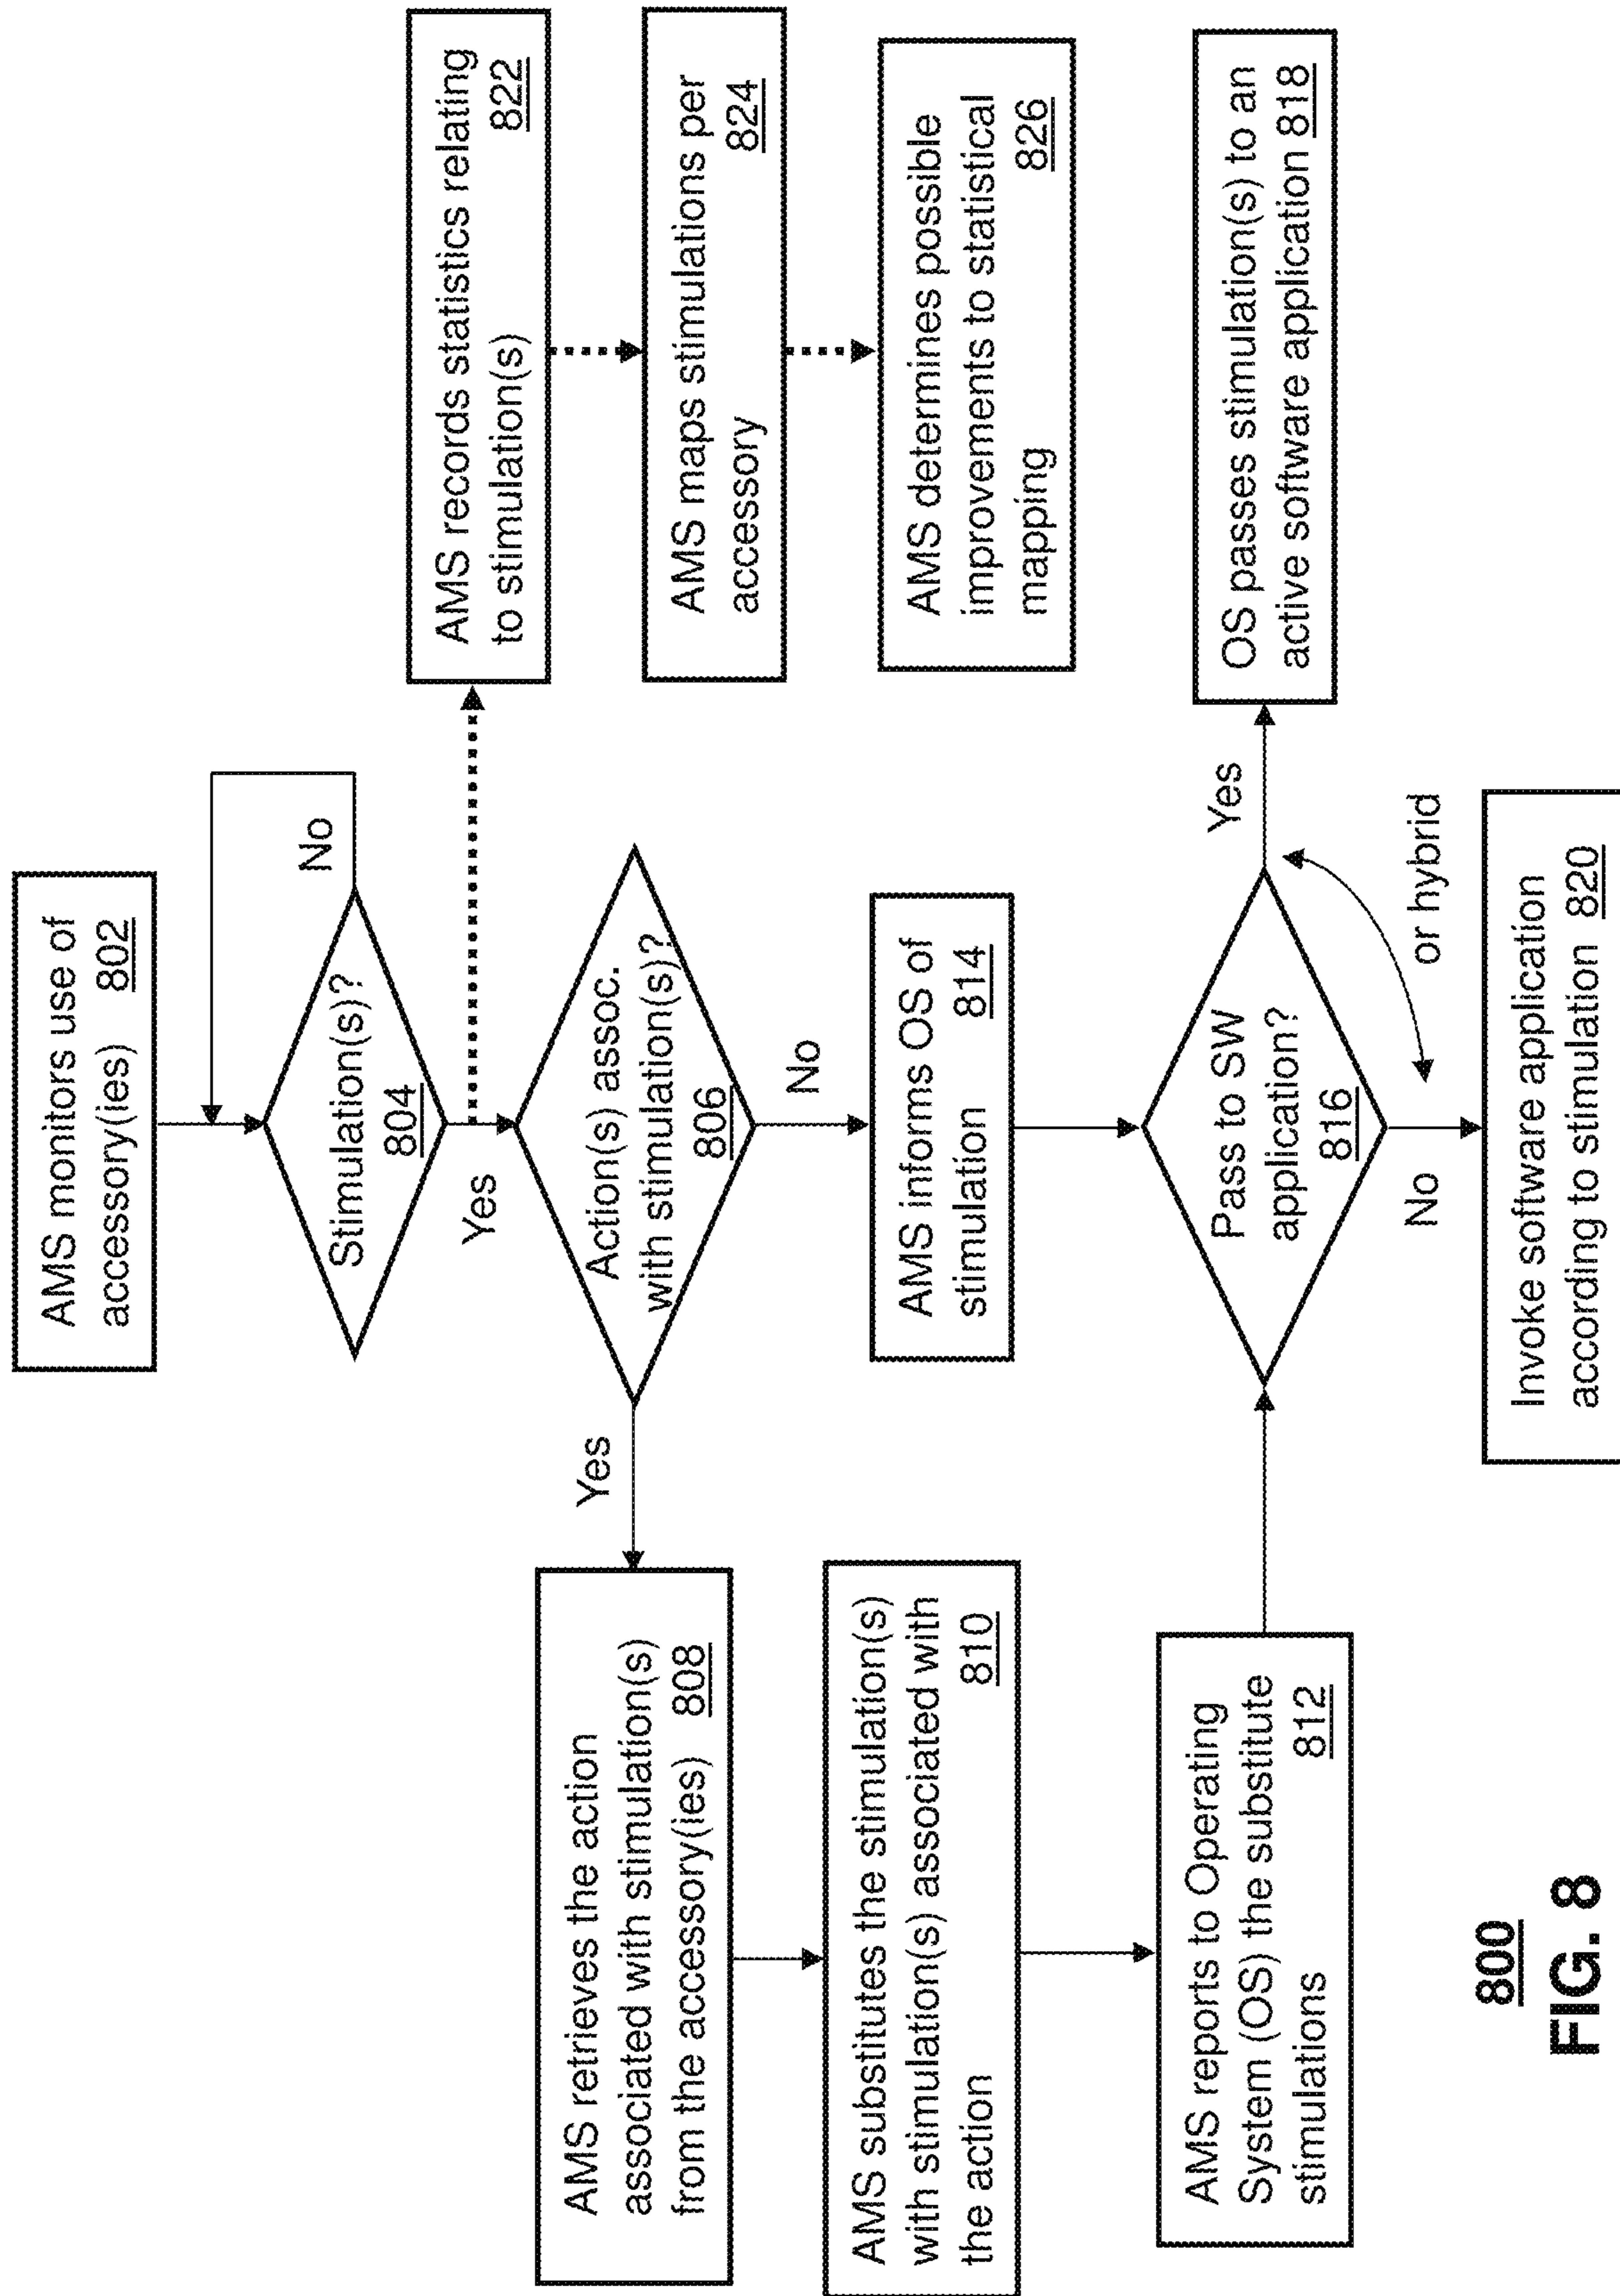 AMS monitors use of
accessory(ies) 802
Stimulation(s)?
804
No
Yes
AMS records statistics relating
to stimulation(s) 822
AMS maps stimulations per
accessory 824
AMS determines possible
improvements to statistical
mapping 826
Action(s) assoc.
with stimulation(s)?
806
Yes
No
AMS retrieves the action
associated with stimulation(s)
from the accessory(ies) 808
AMS substitutes the stimulation(s)
with stimulation(s) associated with
the action 810
AMS reports to Operating
System (OS) the substitute
stimulations 812
AMS informs OS of
stimulation 814
Pass to SW
application?
816
Yes
No
or hybrid
OS passes stimulation(s) to an
active software application 818
Invoke software application
according to stimulation 820
800
FIG. 8